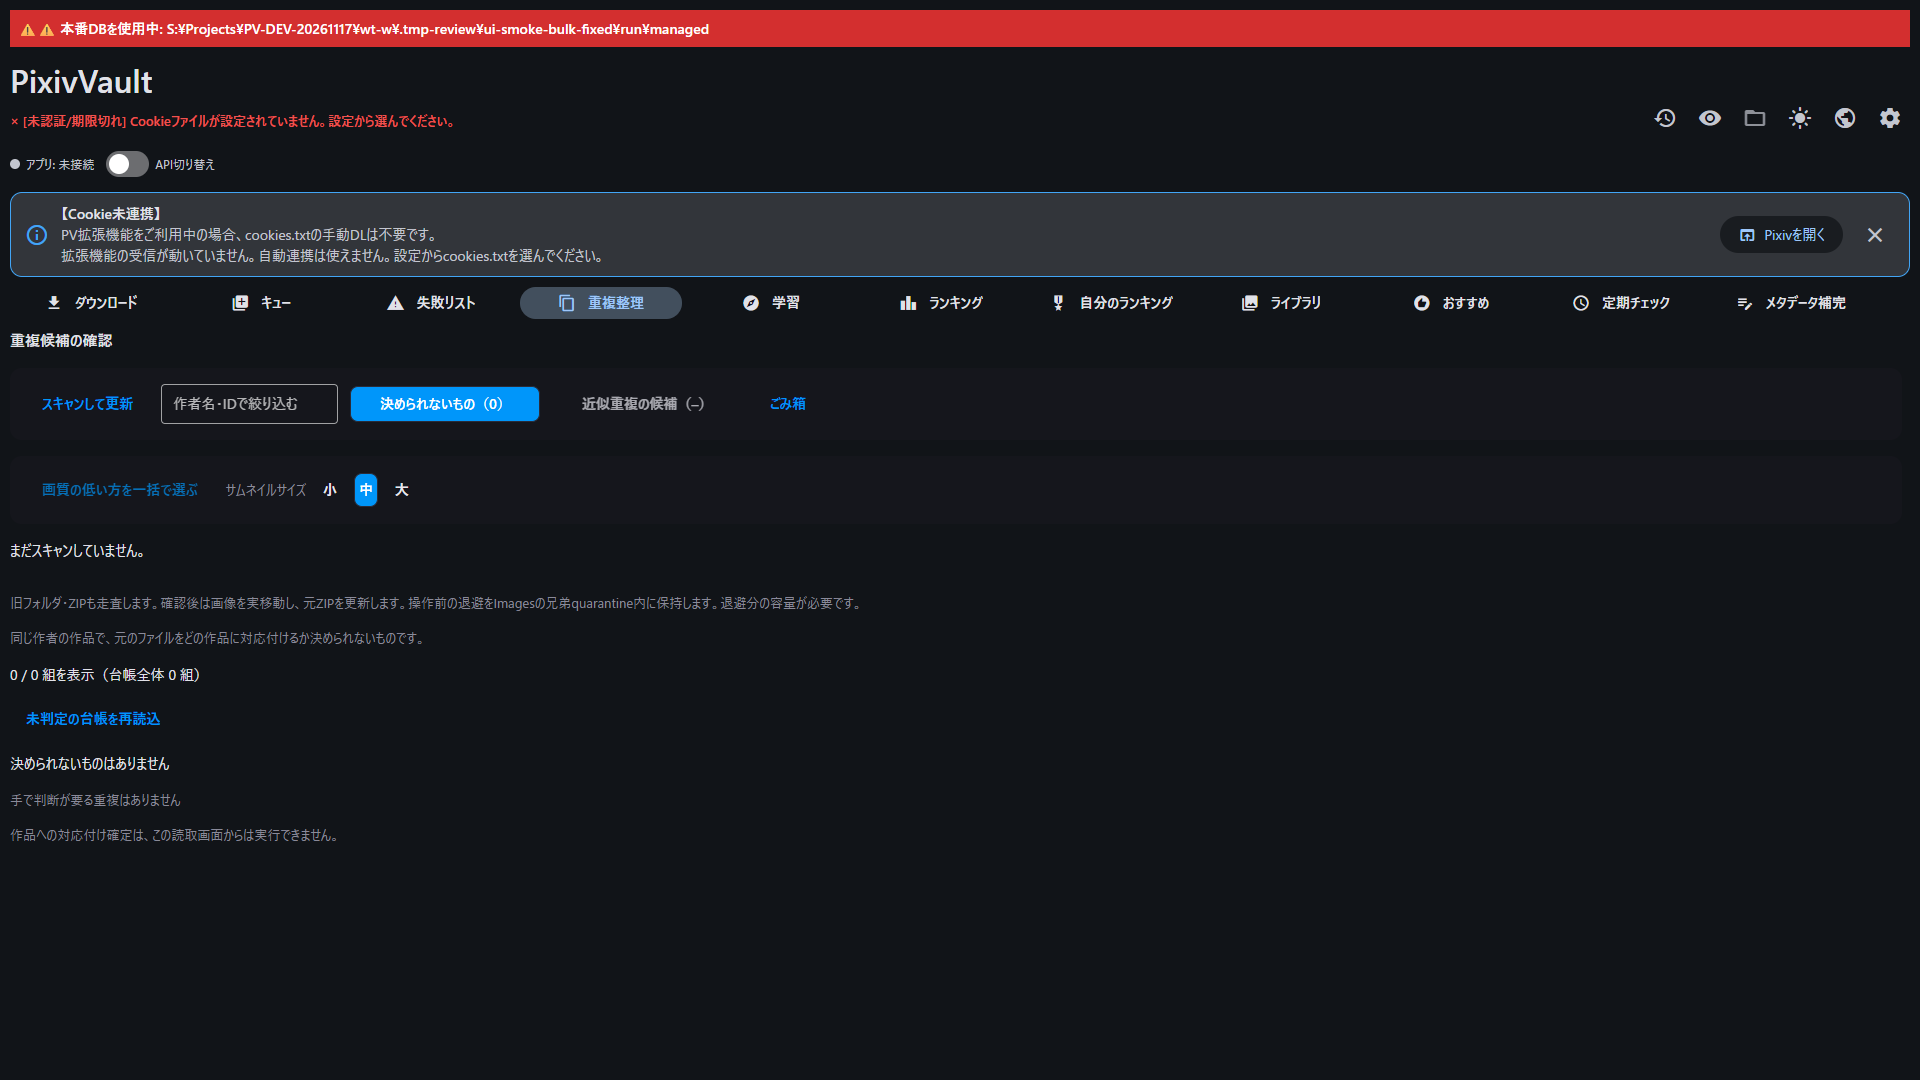 本番DBを使用中: S:¥Projects¥PV-DEV-20261117¥wt-w¥.tmp-review¥ui-smoke-bulk-fixed¥run¥managed
PixivVault
× [未認証/期限切れ] Cookieファイルが設定されていません。設定から選んでください。
アプリ: 未接続 API切り替え
【Cookie未連携】
PV拡張機能をご利用中の場合、cookies.txtの手動DLは不要です。
拡張機能の受信が動いていません。自動連携は使えません。設定からcookies.txtを選んでください。
Pixivを開く
ダウンロード キュー 失敗リスト 重複整理 学習 ランキング 自分のランキング ライブラリ おすすめ 定期チェック メタデータ補完
重複候補の確認
スキャンして更新 作者名・IDで絞り込む 決められないもの（0） 近似重複の候補（–） ごみ箱
画質の低い方を一括で選ぶ サムネイルサイズ 小 中 大
まだスキャンしていません。
旧フォルダ・ZIPも走査します。確認後は画像を実移動し、元ZIPを更新します。操作前の退避をImagesの兄弟quarantine内に保持します。退避分の容量が必要です。
同じ作者の作品で、元のファイルをどの作品に対応付けるか決められないものです。
0 / 0 組を表示（台帳全体 0 組）
未判定の台帳を再読込
決められないものはありません
手で判断が要る重複はありません
作品への対応付け確定は、この読取画面からは実行できません。